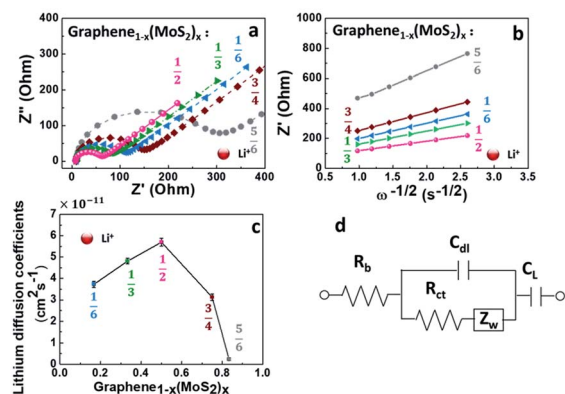 Graphene1-x(MoS2)x :
a
Z'' (Ohm)
400
300
200
100
0
1/2
1/3
1/6
3/4
5/6
Li+
0 100 200 300 400
Z' (Ohm)
Graphene1-x(MoS2)x :
b
Z' (Ohm)
1000
800
600
400
200
0
5/6
3/4
1/6
1/3
1/2
Li+
1.0 1.5 2.0 2.5 3.0
ω-1/2 (s-1/2)
7 × 10-11
Lithium diffusion coefficients
(cm2s-1)
6
5
4
3
2
1
0
Li+
c
1/6
1/3
1/2
3/4
5/6
0.0 0.2 0.4 0.6 0.8 1.0
Graphene1-x(MoS2)x
d
Rb
Cdl
Rct
Zw
CL